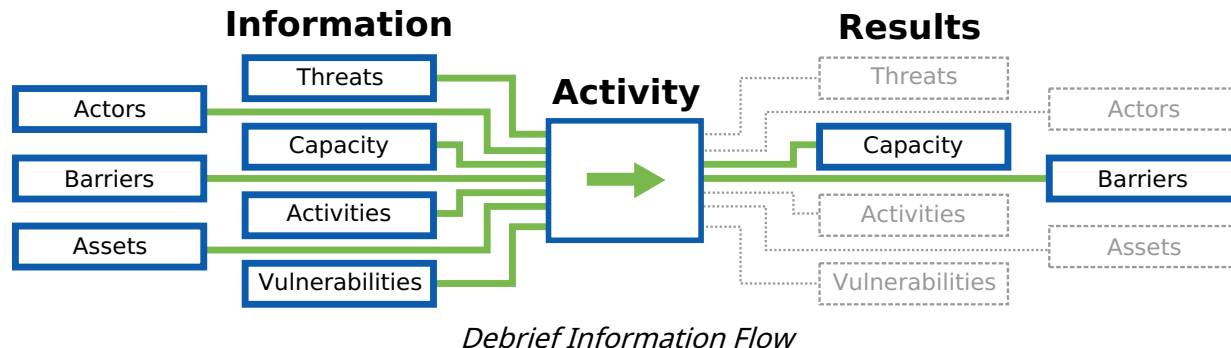 Information
Results
Activity
Threats
Actors
Capacity
Barriers
Activities
Assets
Vulnerabilities
Threats
Actors
Capacity
Barriers
Activities
Assets
Vulnerabilities
Debrief Information Flow